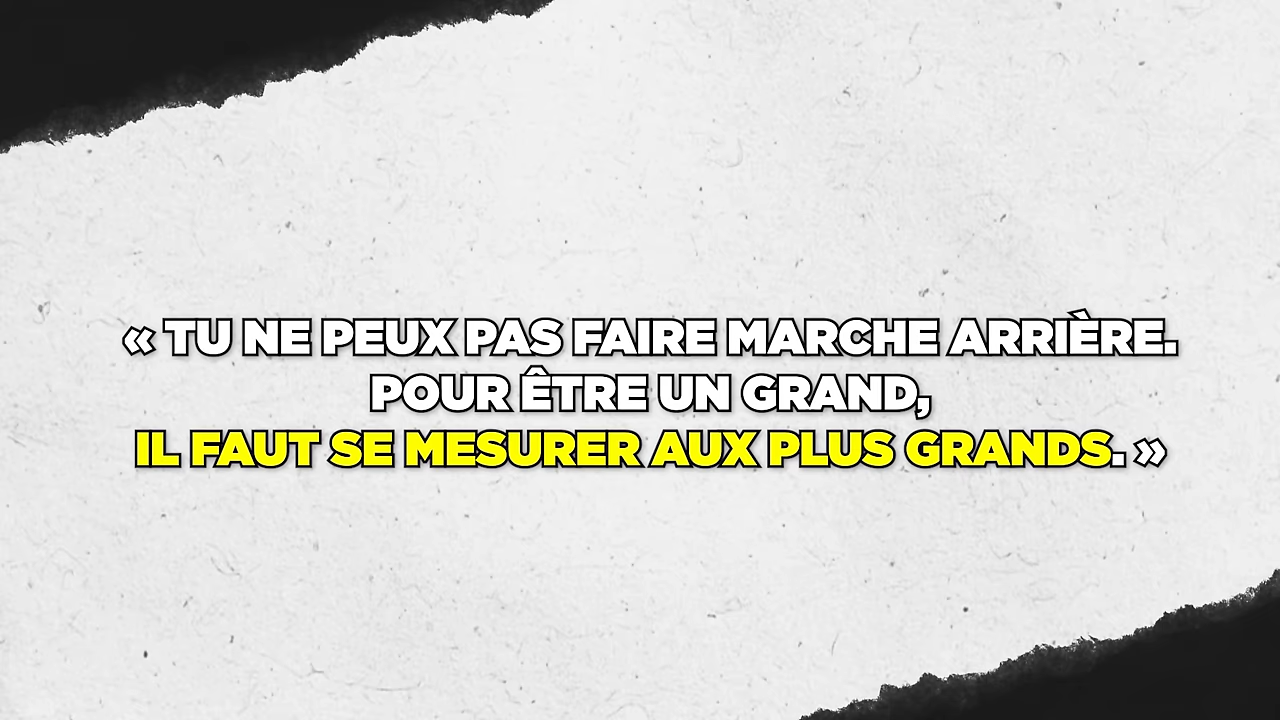 « TU NE PEUX PAS FAIRE MARCHE ARRIÈRE.
POUR ÊTRE UN GRAND,
IL FAUT SE MESURER AUX PLUS GRANDS. »